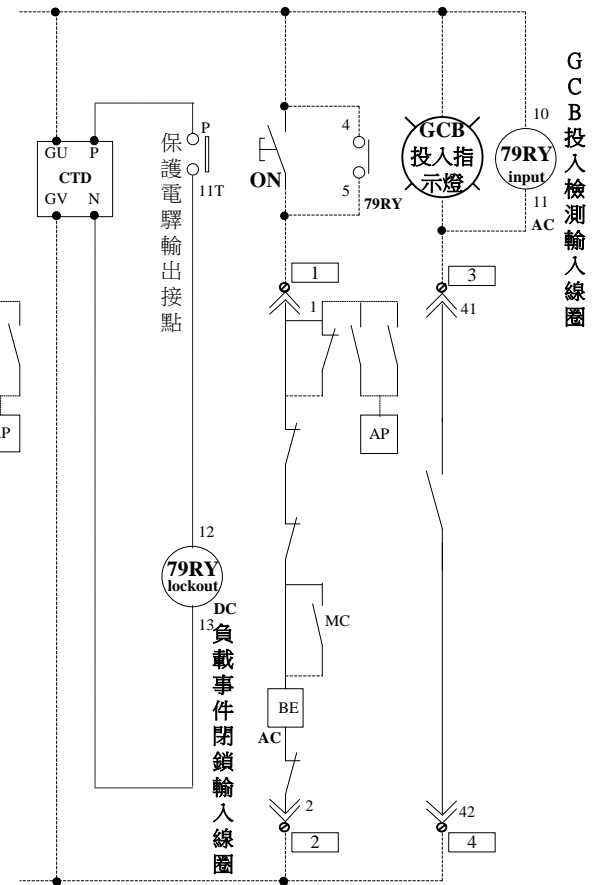 GU P
CTD
GV N
P
11T
保護電驛輸出接點
ON
4
5
79RY
GCB
投入指
示燈
10
79RY
input
11
AC
GCB投入檢測輸入線圈
1
1
3
41
AP
P
12
79RY
lockout
DC
13
負載事件閉鎖輸入線圈
MC
BE
AC
2
2
42
4